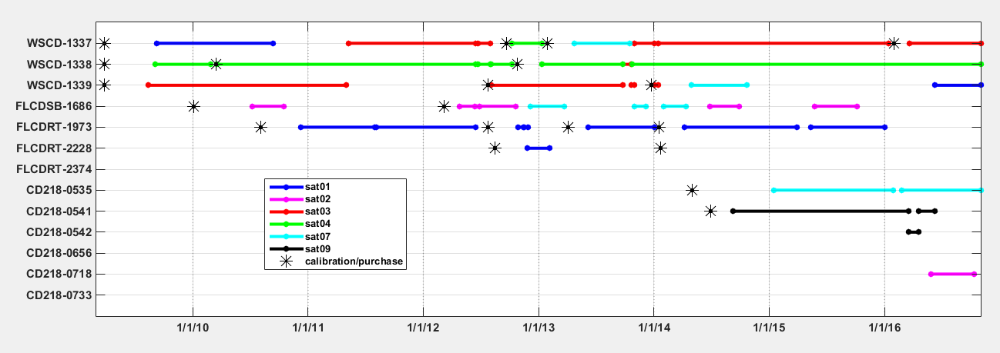 WSCD-1337
WSCD-1338
WSCD-1339
FLCDSB-1686
FLCDRT-1973
FLCDRT-2228
FLCDRT-2374
CD218-0535
CD218-0541
CD218-0542
CD218-0656
CD218-0718
CD218-0733
sat01
sat02
sat03
sat04
sat07
sat09
calibration/purchase
1/1/10 1/1/11 1/1/12 1/1/13 1/1/14 1/1/15 1/1/16